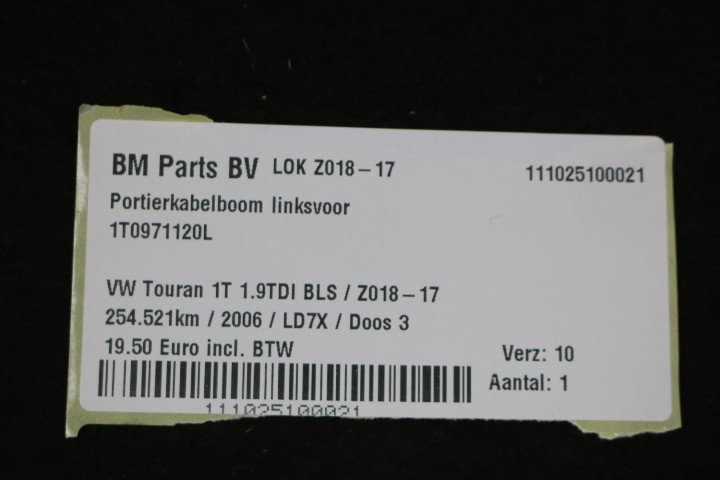 BM Parts BV LOK Z018-17 111025100021
Portierkabelboom linksvoor
1T0971120L
VW Touran 1T 1.9TDI BLS / Z018-17
254.521km / 2006 / LD7X / Doos 3
19.50 Euro incl. BTW Verz: 10
Aantal: 1
111025100021